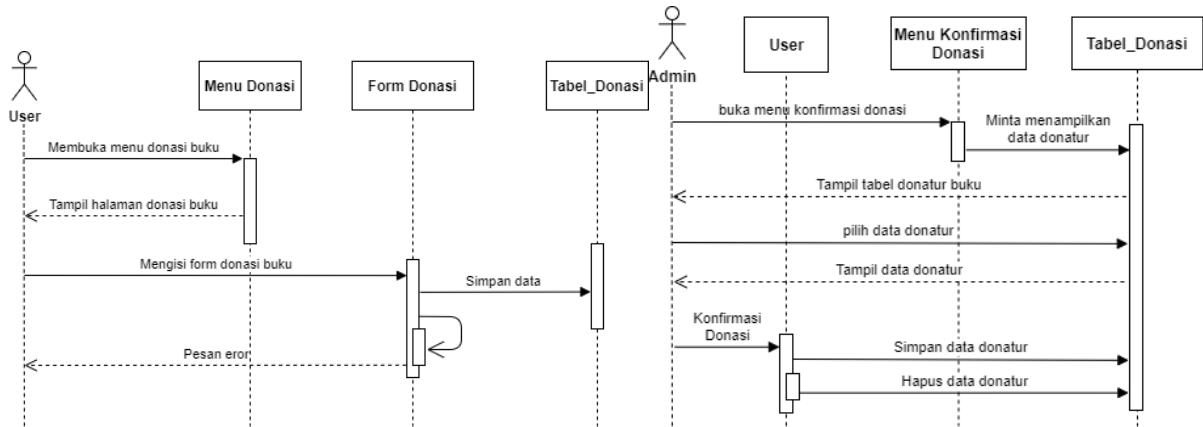 User
Menu Donasi
Form Donasi
Tabel_Donasi
Membuka menu donasi buku
Tampil halaman donasi buku
Mengisi form donasi buku
Simpan data
Pesan eror
Admin
User
Menu Konfirmasi
Donasi
Tabel_Donasi
buka menu konfirmasi donasi
Minta menampilkan
data donatur
Tampil tabel donatur buku
pilih data donatur
Tampil data donatur
Konfirmasi
Donasi
Simpan data donatur
Hapus data donatur